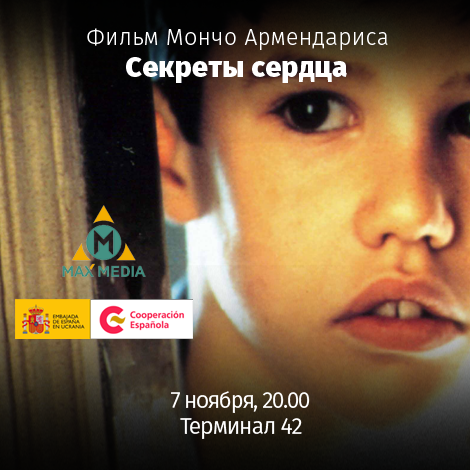 Фильм Мончо Армендариса
Секреты сердца
M
MAX MEDIA
EMBAJADA
DE ESPAÑA
EN UCRANIA
Cooperación
Española
7 ноября, 20.00
Терминал 42